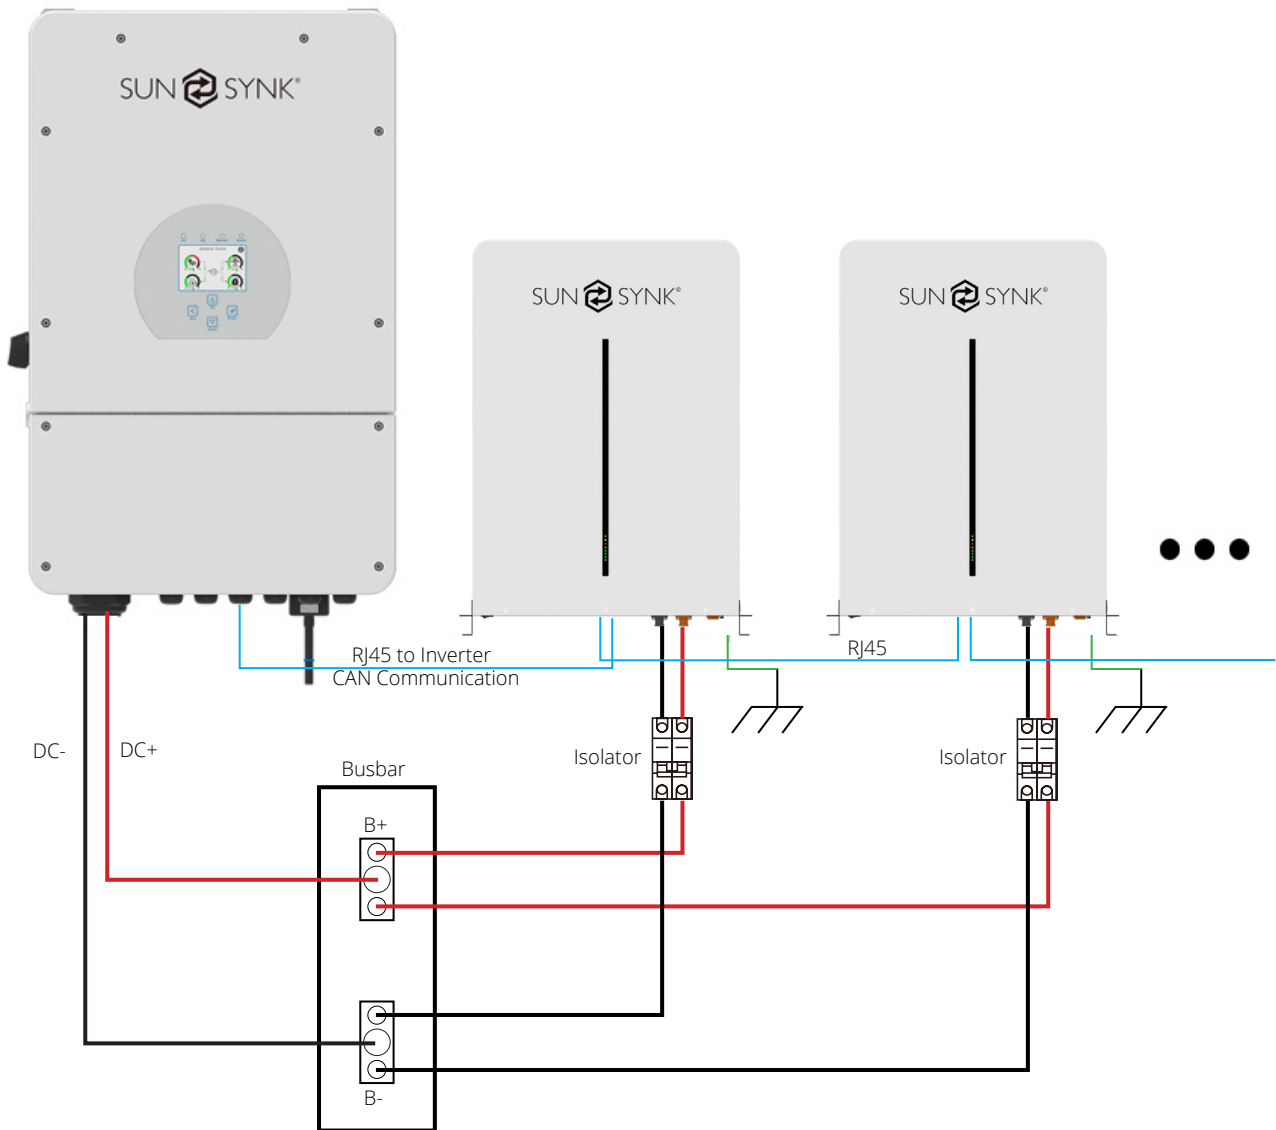 SUN SYNK®
SUN SYNK®
SUN SYNK®
RJ45 to Inverter
CAN Communication
RJ45
DC-
DC+
Isolator
Isolator
Busbar
B+
B-